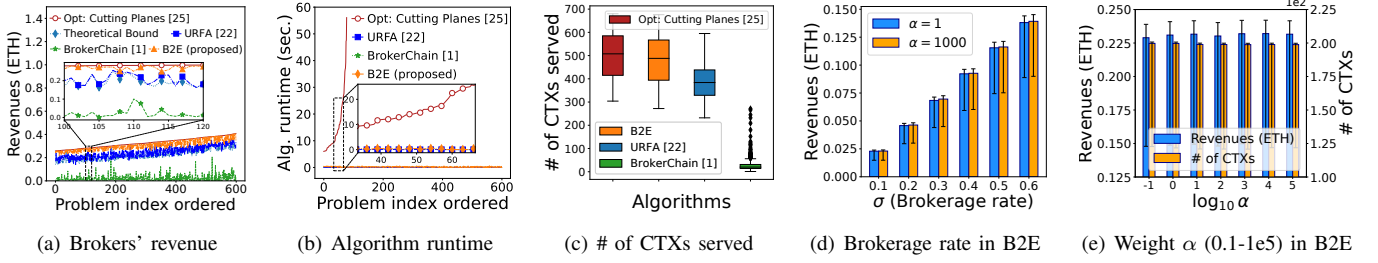 Revenues (ETH)
1.4
1.2
1.0
0.8
0.6
0.4
0.2
0.0
Opt: Cutting Planes [25]
Theoretical Bound
URFA [22]
BrokerChain [1]
B2E (proposed)
0.2
0.1
0.0
100 105 110 115 120
0 200 400 600
Problem index ordered
(a) Brokers' revenue
Alg. runtime (sec.)
60
50
40
30
20
10
0
Opt: Cutting Planes [25]
URFA [22]
BrokerChain [1]
B2E (proposed)
20
10
0
40 50 60
0 200 400 600
Problem index ordered
(b) Algorithm runtime
# of CTXs served
700
600
500
400
300
200
100
0
Opt: Cutting Planes [25]
B2E
URFA [22]
BrokerChain [1]
Algorithms
(c) # of CTXs served
Revenues (ETH)
0.150
0.125
0.100
0.075
0.050
0.025
0.000
α = 1
α = 1000
0.1 0.2 0.3 0.4 0.5 0.6
σ (Brokerage rate)
(d) Brokerage rate in B2E
Revenues (ETH)
0.250
0.225
0.200
0.175
0.150
0.125
Revenues (ETH)
# of CTXs
-1 0 1 2 3 4 5
log10 α
2.25
2.00
1.75
1.50
1.25
1.00
# of CTXs
(e) Weight α (0.1-1e5) in B2E